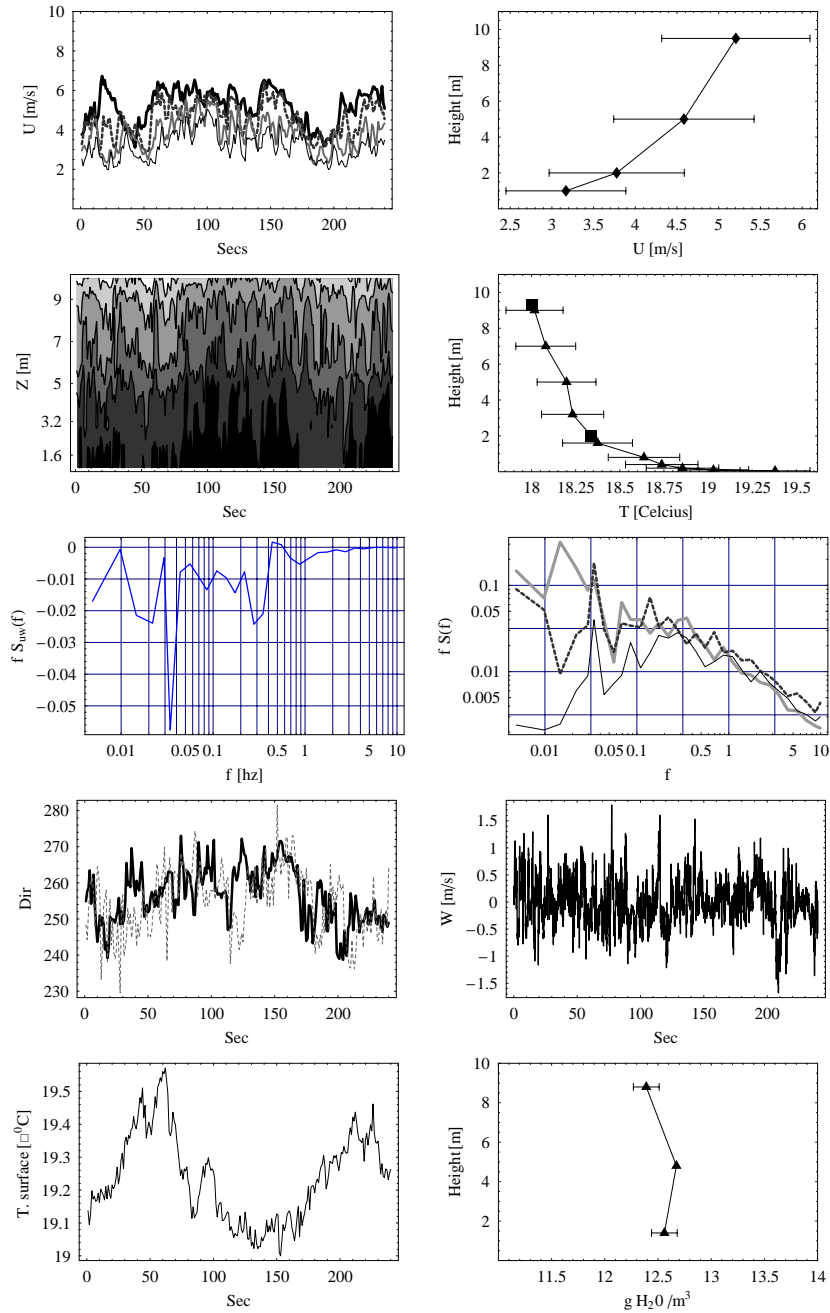 10
8
6
4
2
U [m/s]
0 50 100 150 200
Secs
10
8
6
4
2
Height [m]
2.5 3 3.5 4 4.5 5 5.5 6
U [m/s]
9
7
5
3.2
1.6
Z [m]
0 50 100 150 200
Sec
10
8
6
4
2
Height [m]
18 18.25 18.5 18.75 19 19.25 19.5
T [Celcius]
0
−0.01
−0.02
−0.03
−0.04
−0.05
f Suw(f)
0.01 0.05 0.1 0.5 1 5 10
f [hz]
0.1
0.05
0.01
0.005
f S(f)
0.01 0.05 0.1 0.5 1 5 10
f
280
270
260
250
240
230
Dir
0 50 100 150 200
Sec
1.5
1
0.5
0
−0.5
−1
−1.5
W [m/s]
0 50 100 150 200
Sec
19.5
19.4
19.3
19.2
19.1
19
T. surface [□⁰C]
0 50 100 150 200
Sec
10
8
6
4
2
Height [m]
11 12 13 14
g H₂0 /m³